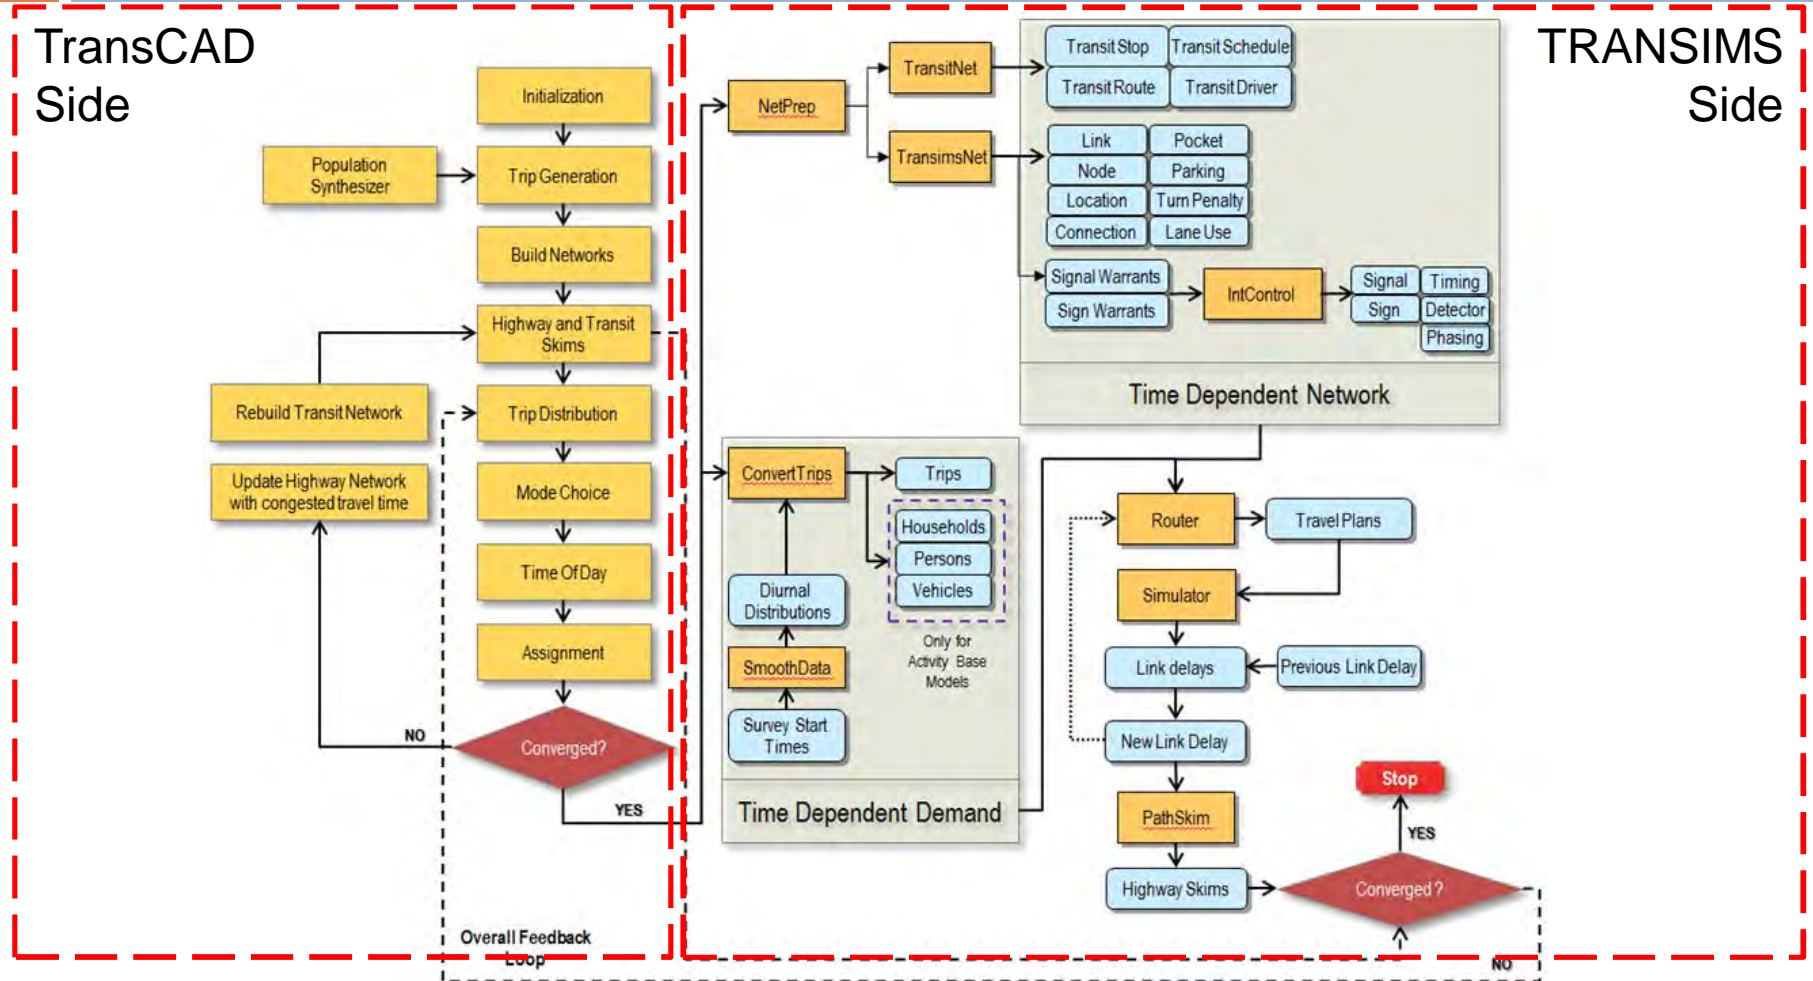 TransCAD
Side
Initialization
Population
Synthesizer
Trip Generation
Build Networks
Highway and Transit
Skims
Rebuild Transit Network
Trip Distribution
Update Highway Network
with congested travel time
Mode Choice
Time Of Day
Assignment
NO
Converged?
YES
Overall Feedback
Loop
TRANSIMS
Side
NetPrep
TransitNet
TransimsNet
Transit Stop
Transit Schedule
Transit Route
Transit Driver
Link
Pocket
Node
Parking
Location
Turn Penalty
Connection
Lane Use
Signal Warrants
Sign Warrants
IntControl
Signal
Timing
Sign
Detector
Phasing
Time Dependent Network
ConvertTrips
Trips
Households
Persons
Vehicles
Only for
Activity Base
Models
Diurnal
Distributions
SmoothData
Survey Start
Times
Time Dependent Demand
Router
Travel Plans
Simulator
Link delays
Previous Link Delay
New Link Delay
PathSkim
Highway Skims
Stop
YES
Converged ?
NO